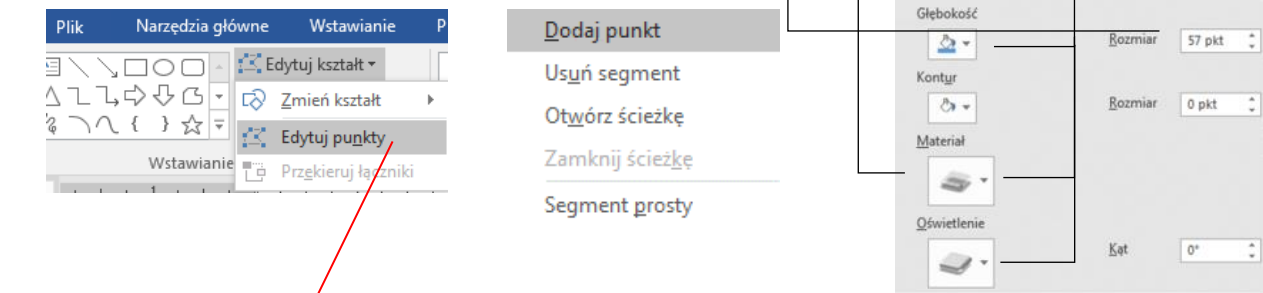 Plik Narzędzia główne Wstawianie P
Edytuj kształt
Zmień kształt
Edytuj punkty
Wstawianie
Przekieruj łączniki
Dodaj punkt
Usuń segment
Otwórz ścieżkę
Zamknij ścieżkę
Segment prosty
Głębokość
Rozmiar 57 pkt
Kontur
Rozmiar 0 pkt
Materiał
Oświetlenie
Kąt 0°